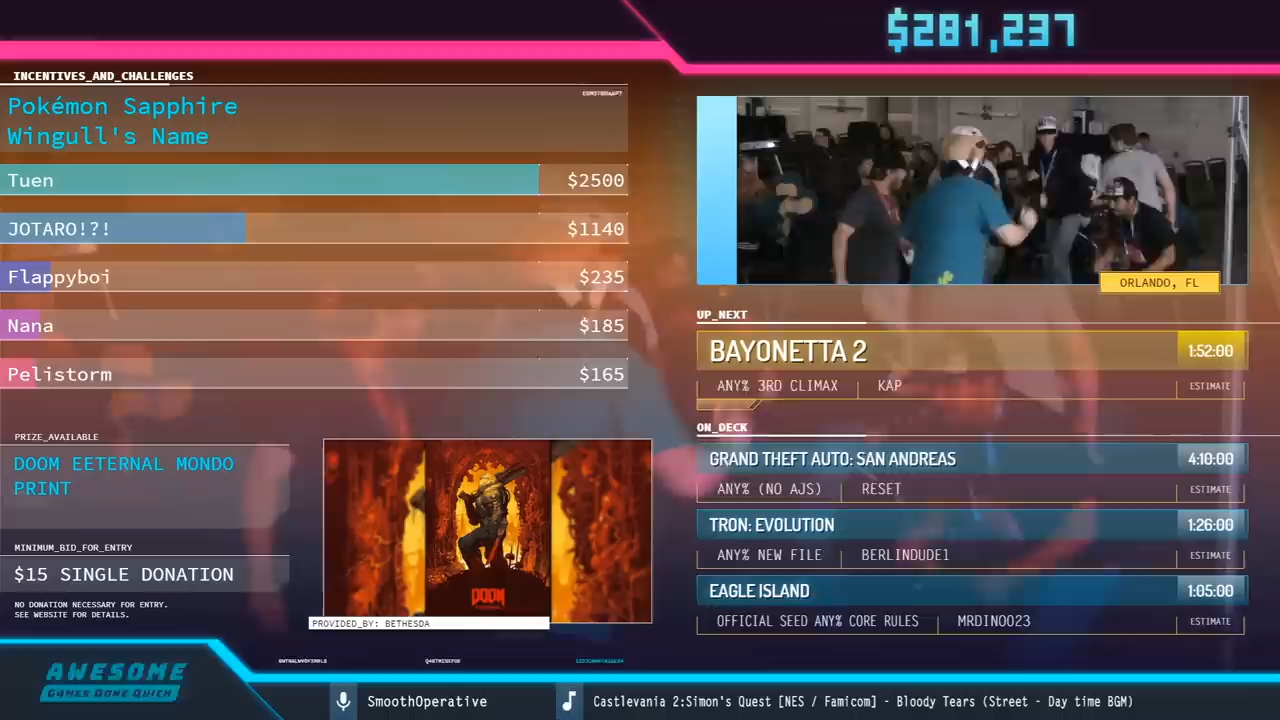 $281,237
INCENTIVES_AND_CHALLENGES
Pokémon Sapphire
Wingull's Name
Tuen $2500
JOTARO!?! $1140
Flappyboi $235
Nana $185
Pelistorm $165
PRIZE_AVAILABLE
DOOM EETERNAL MONDO
PRINT
MINIMUM_BID_FOR_ENTRY
$15 SINGLE DONATION
NO DONATION NECESSARY FOR ENTRY.
SEE WEBSITE FOR DETAILS.
DOOM
PROVIDED_BY: BETHESDA
ORLANDO, FL
UP_NEXT
BAYONETTA 2 1:52:00
ANY% 3RD CLIMAX KAP ESTIMATE
ON_DECK
GRAND THEFT AUTO: SAN ANDREAS 4:10:00
ANY% (NO AJS) RESET ESTIMATE
TRON: EVOLUTION 1:26:00
ANY% NEW FILE BERLINDUDE1 ESTIMATE
EAGLE ISLAND 1:05:00
OFFICIAL SEED ANY% CORE RULES MRDINO023 ESTIMATE
AWESOME
GAMES DONE QUICK
SmoothOperative
Castlevania 2:Simon's Quest [NES / Famicom] - Bloody Tears (Street - Day time BGM)